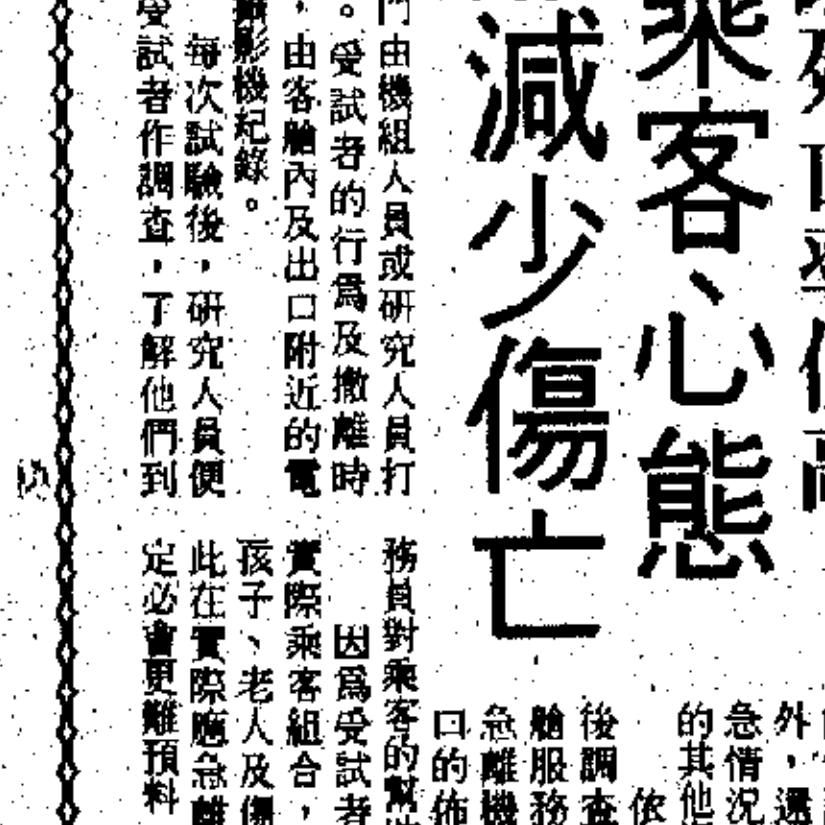 乘客心態
減少傷亡
門由機組人員或研究人員打
。受試者的行為及撤離時
，由客艙內及出口附近的電
攝影機紀錄。
每次試驗後，研究人員便
受試者作調查，了解他們到
外，還
急情況
的其他
依
後調查
艙服務
急離機
口的佈
務員對乘客的幫
因為受試者
實際乘客組合，
孩子、老人及傷
此在實際應急離
定必會更難預料